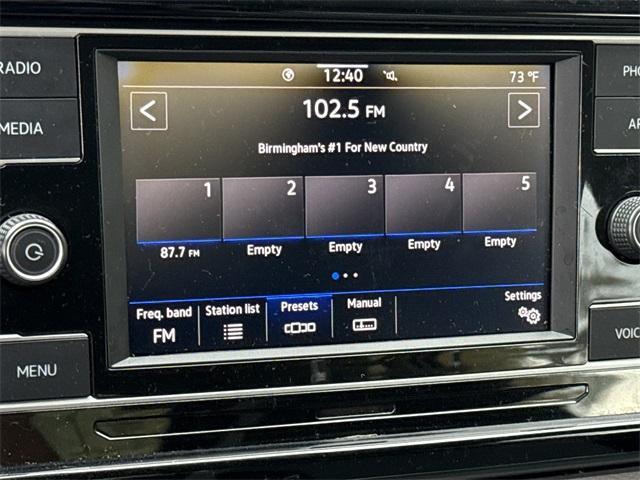 RADIO
MEDIA
MENU
12:40
73 °F
102.5 FM
Birmingham's #1 For New Country
1 2 3 4 5
87.7 FM Empty Empty Empty Empty
Freq. band Station list Presets Manual Settings
FM
PHO
AP
VOIC